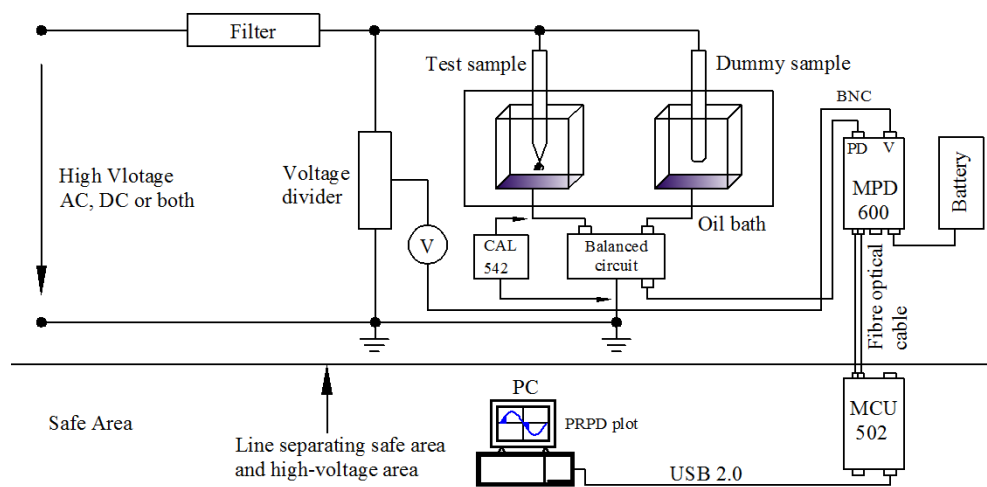 Filter
Test sample
Dummy sample
BNC
PD V
MPD
600
Battery
High Vlotage
AC, DC or both
Voltage
divider
V
CAL
542
Balanced
circuit
Oil bath
Fibre optical
cable
Safe Area
Line separating safe area
and high-voltage area
PC
PRPD plot
MCU
502
USB 2.0